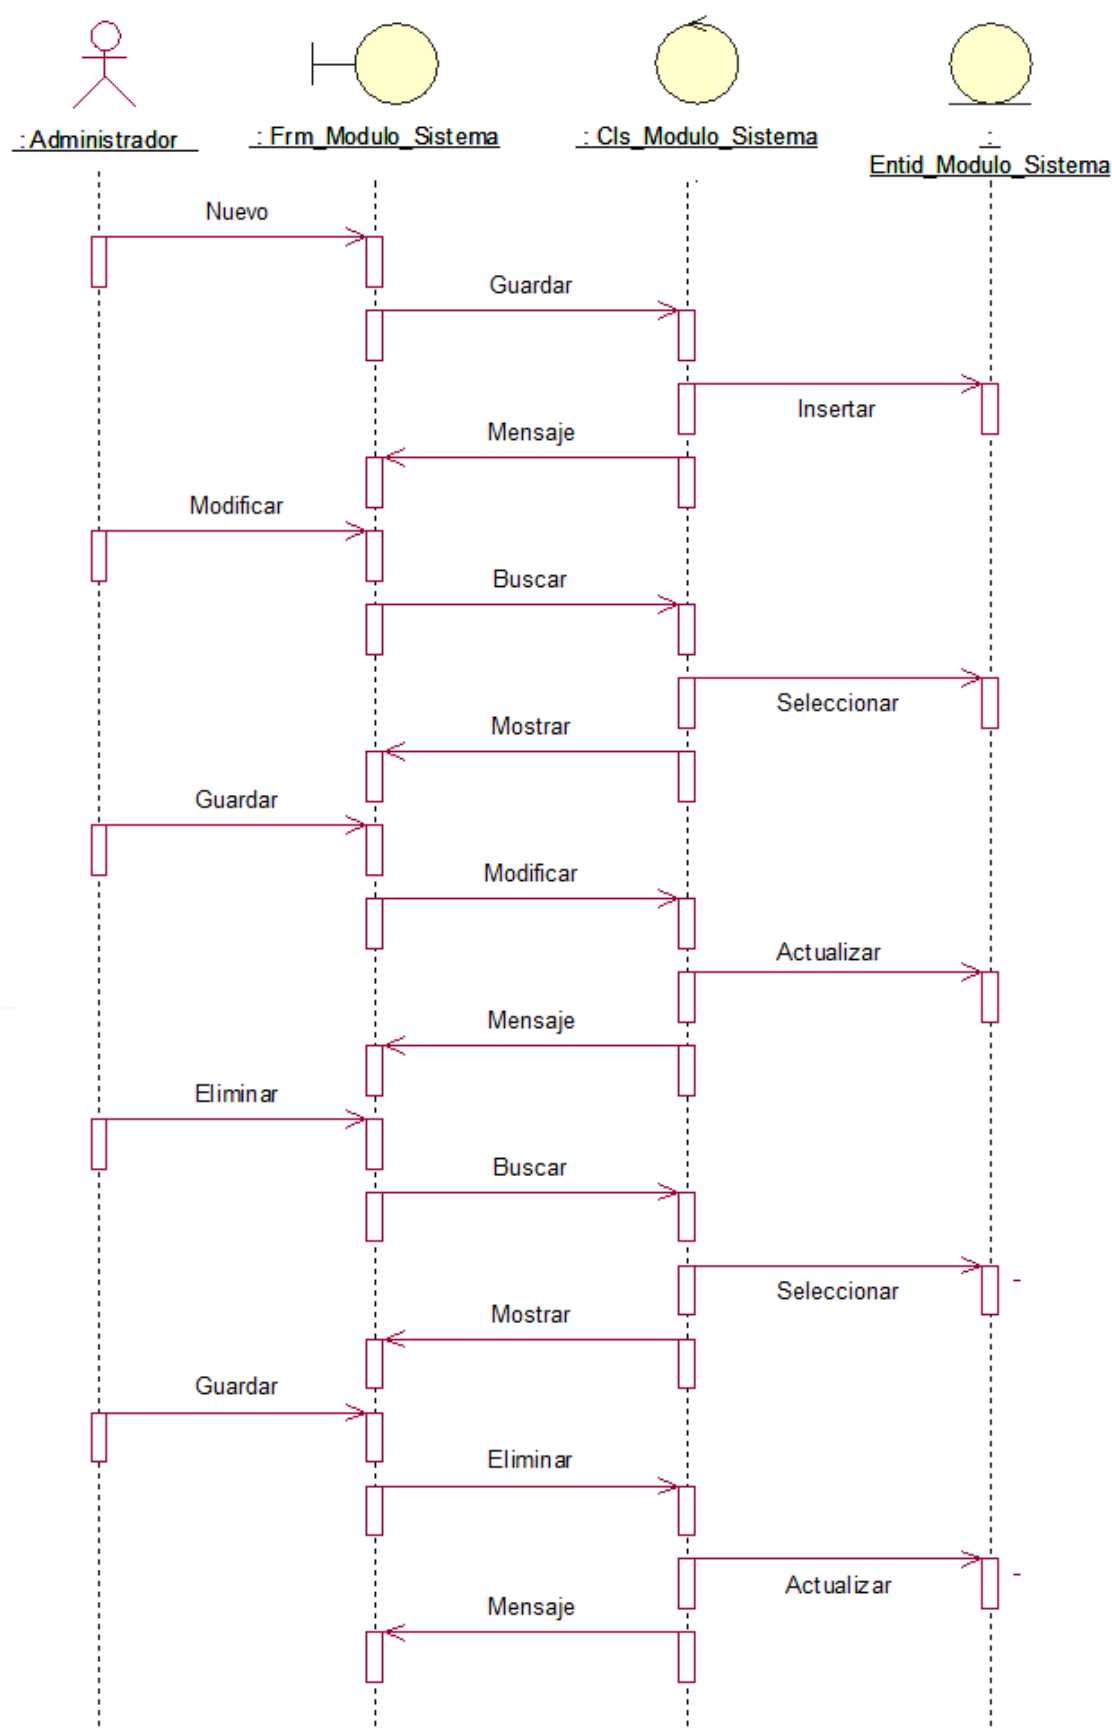 : Administrador
: Frm_Modulo_Sistema
: Cls_Modulo_Sistema
:
Entid_Modulo_Sistema
Nuevo
Guardar
Insertar
Mensaje
Modificar
Buscar
Seleccionar
Mostrar
Guardar
Modificar
Actualizar
Mensaje
Eliminar
Buscar
Seleccionar
Mostrar
Guardar
Eliminar
Actualizar
Mensaje